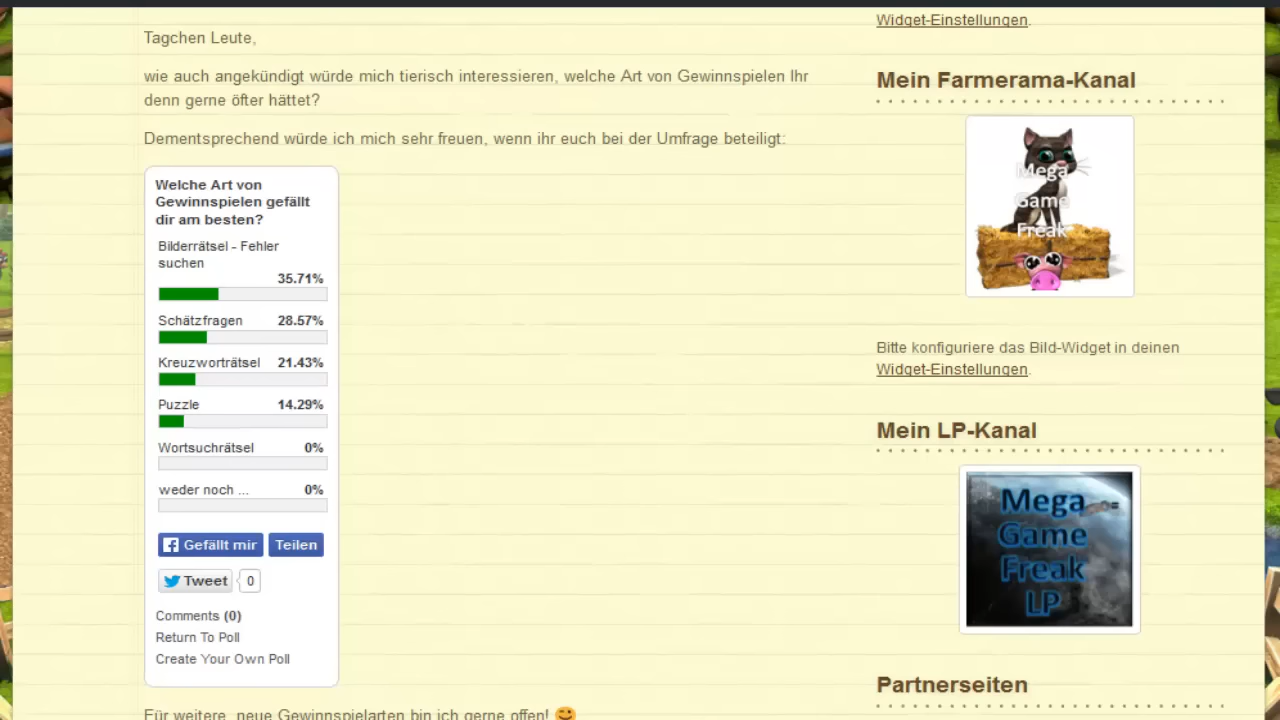 Tagchen Leute,
wie auch angekündigt würde mich tierisch interessieren, welche Art von Gewinnspielen Ihr
denn gerne öfter hättet?
Dementsprechend würde ich mich sehr freuen, wenn ihr euch bei der Umfrage beteiligt:
Welche Art von
Gewinnspielen gefällt
dir am besten?
Bilderrätsel - Fehler
suchen
35.71%
Schätzfragen 28.57%
Kreuzworträtsel 21.43%
Puzzle 14.29%
Wortsuchrätsel 0%
weder noch ... 0%
Gefällt mir Teilen
Tweet 0
Comments (0)
Return To Poll
Create Your Own Poll
Für weitere, neue Gewinnspielarten bin ich gerne offen!
Widget-Einstellungen.
Mein Farmerama-Kanal
Mega
Game
Freak
Bitte konfiguriere das Bild-Widget in deinen
Widget-Einstellungen.
Mein LP-Kanal
Mega
Game
Freak
LP
Partnerseiten